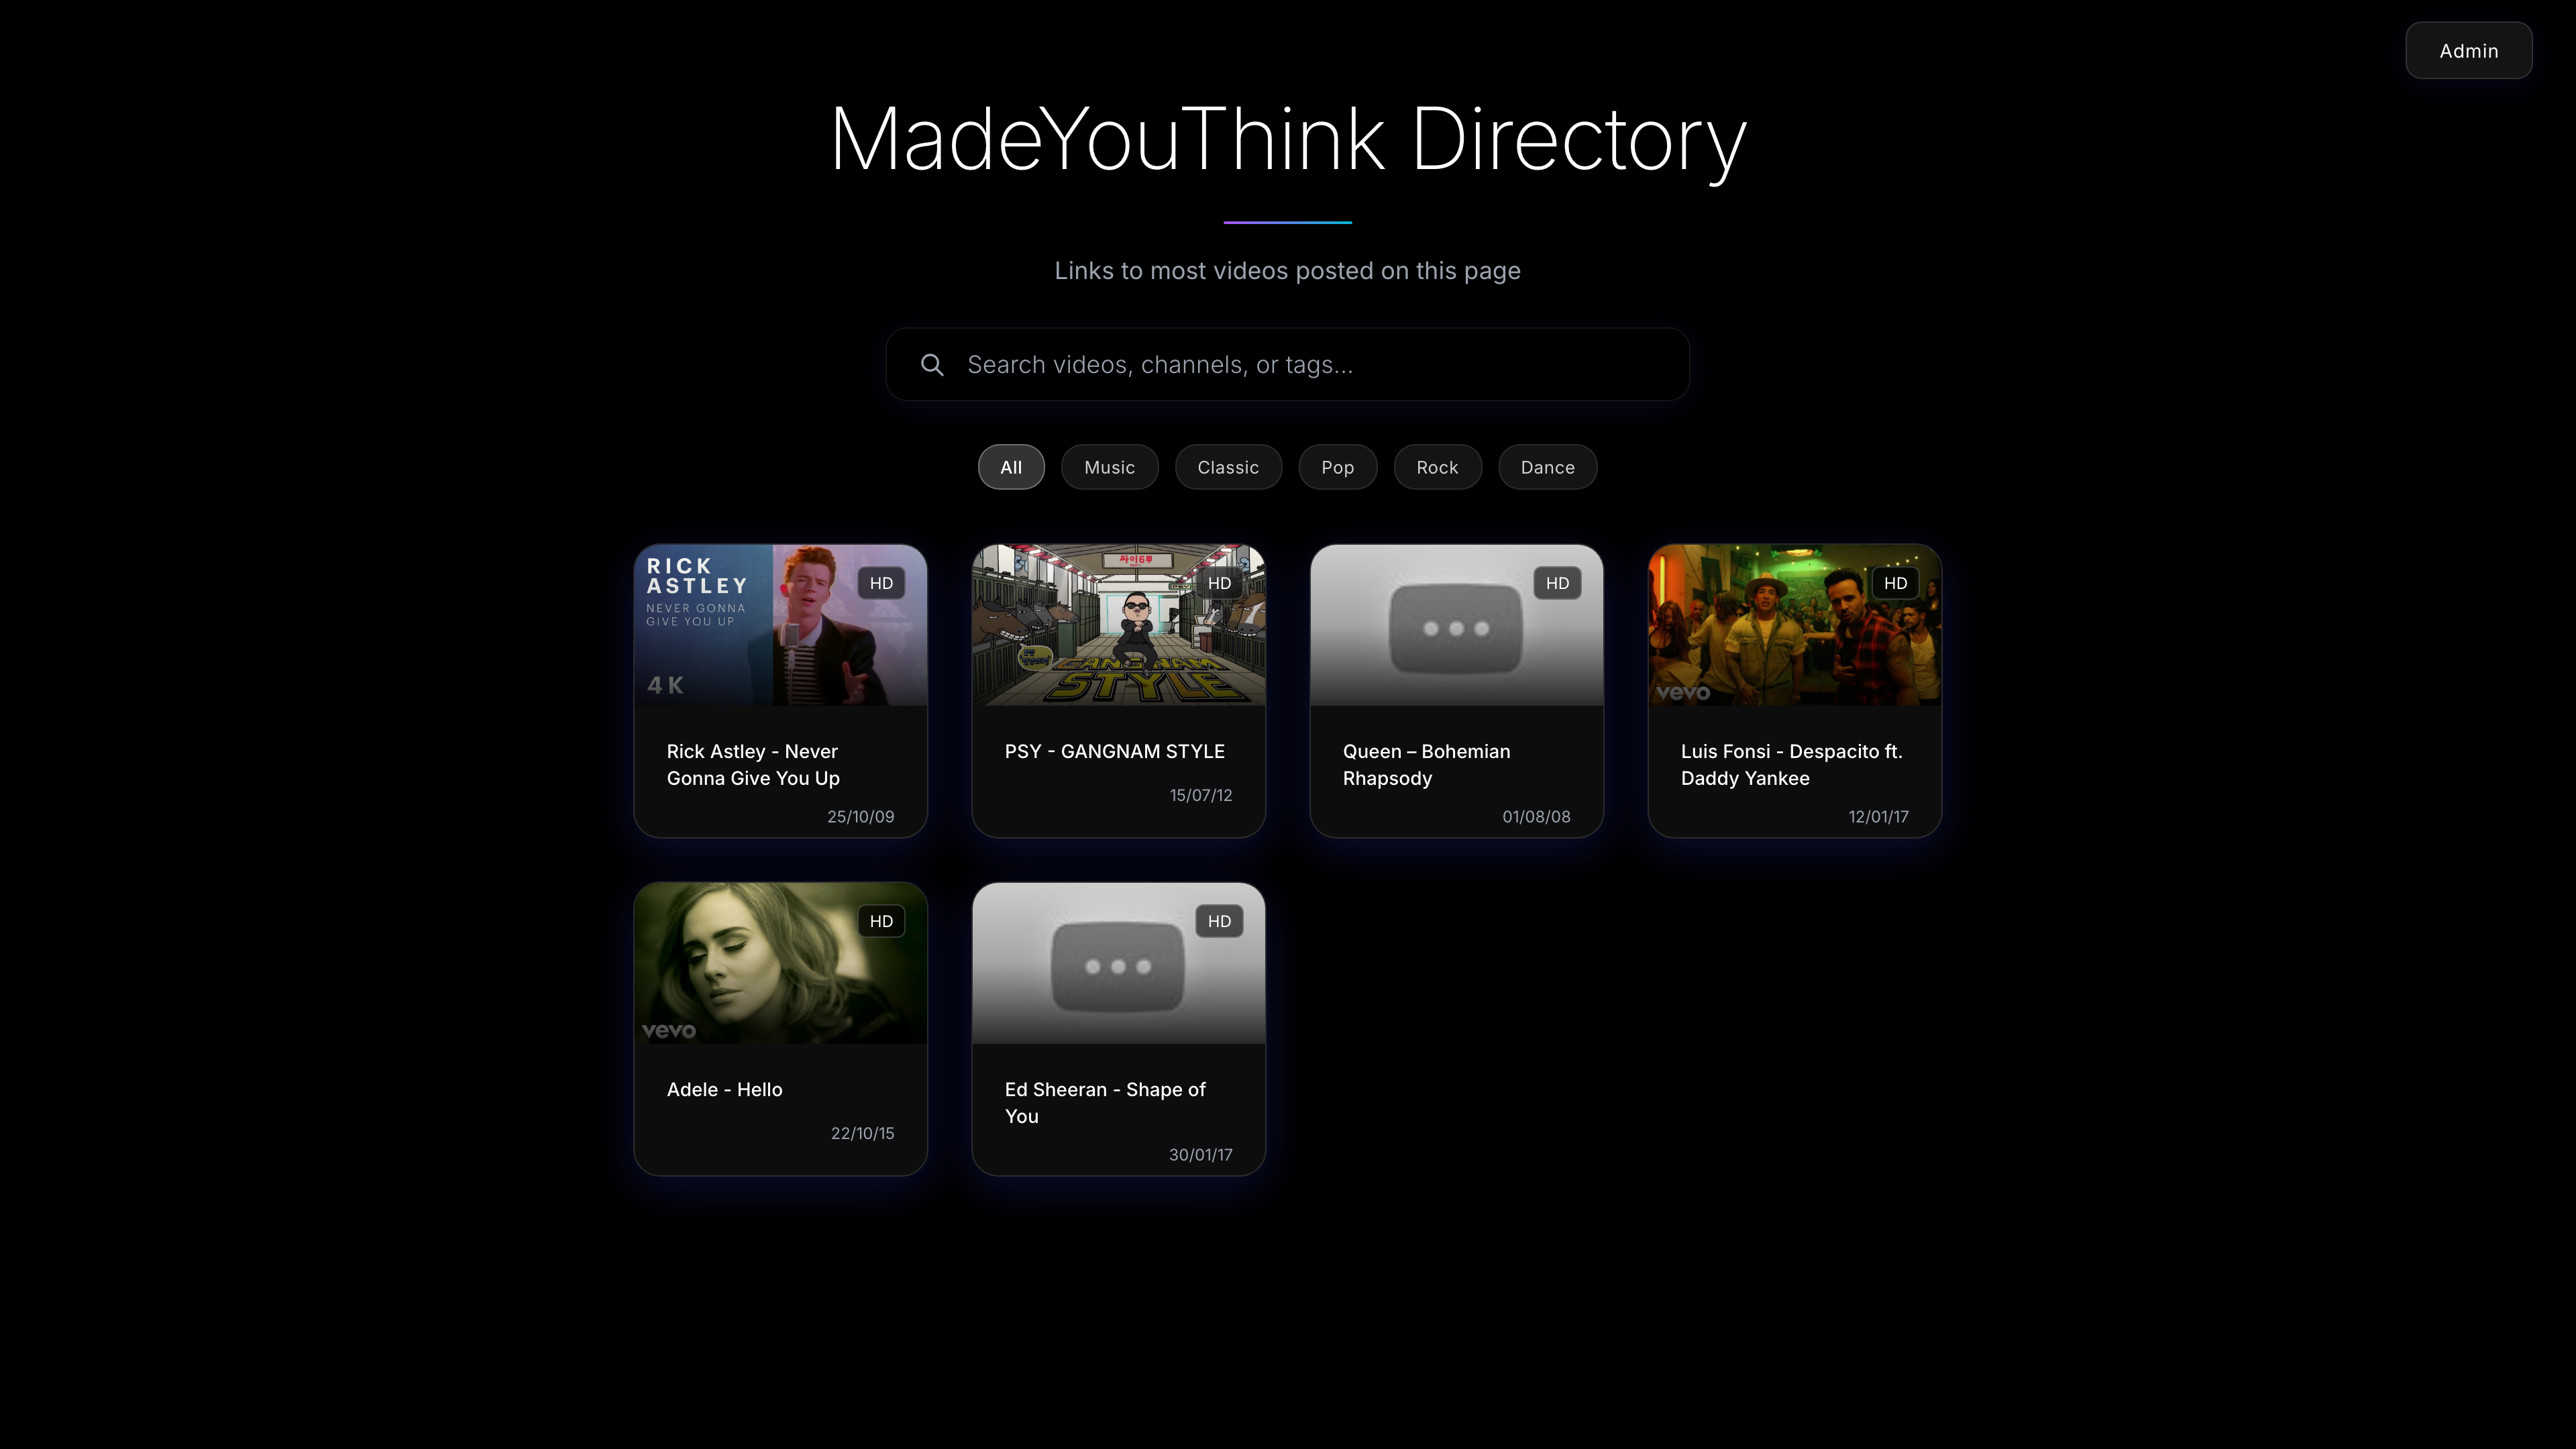 Admin
MadeYouThink Directory
Links to most videos posted on this page
Search videos, channels, or tags...
All
Music
Classic
Pop
Rock
Dance
RICK
ASTLEY
NEVER GONNA
GIVE YOU UP
4K
HD
싸이6甲
GANGNAM
STYLE
HD
HD
vevo
HD
Rick Astley - Never
Gonna Give You Up
25/10/09
PSY - GANGNAM STYLE
15/07/12
Queen – Bohemian
Rhapsody
01/08/08
Luis Fonsi - Despacito ft.
Daddy Yankee
12/01/17
vevo
HD
HD
Adele - Hello
22/10/15
Ed Sheeran - Shape of
You
30/01/17